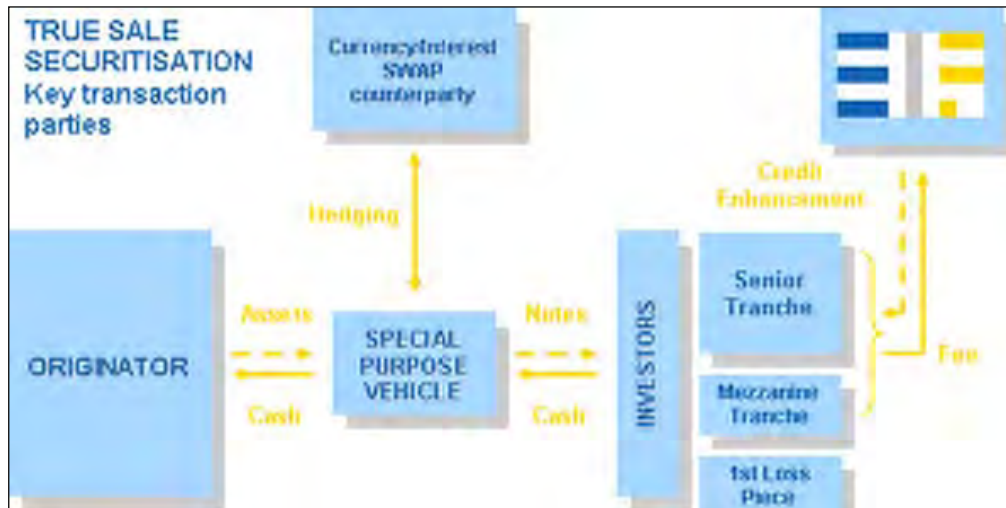 TRUE SALE
SECURITISATION
Key transaction
parties
Currency/Interest
SWAP
counterparty
Credit
Enhancement
Hedging
ORIGINATOR
Assets
Cash
SPECIAL
PURPOSE
VEHICLE
Notes
Cash
INVESTORS
Senior
Tranche
Mezzanine
Tranche
1st Loss
Piece
Fee